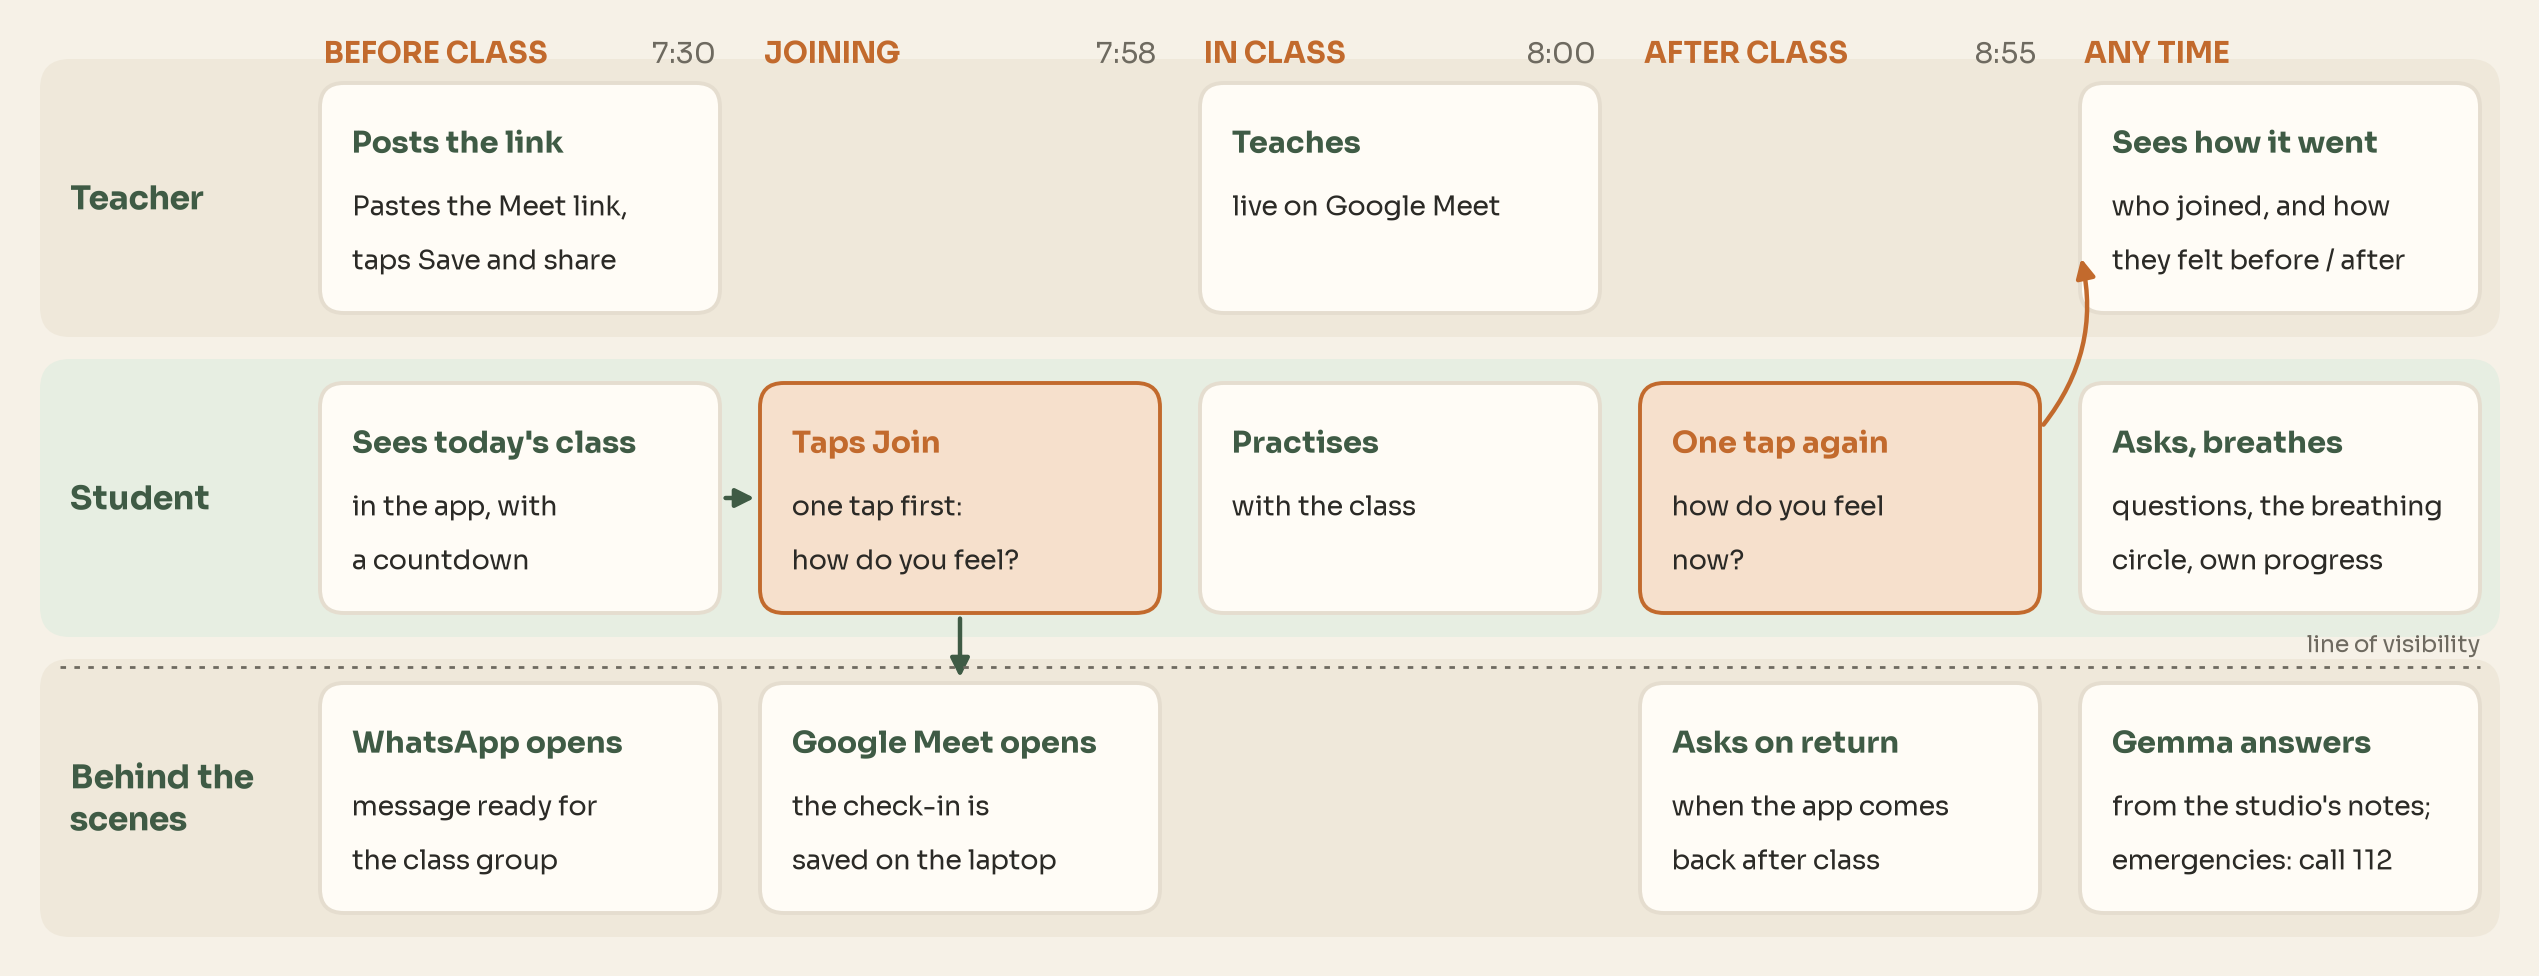 BEFORE CLASS 7:30 JOINING 7:58 IN CLASS 8:00 AFTER CLASS 8:55 ANY TIME
Teacher
Posts the link
Pastes the Meet link,
taps Save and share
Teaches
live on Google Meet
Sees how it went
who joined, and how
they felt before / after
Student
Sees today's class
in the app, with
a countdown
Taps Join
one tap first:
how do you feel?
Practises
with the class
One tap again
how do you feel
now?
Asks, breathes
questions, the breathing
circle, own progress
line of visibility
Behind the
scenes
WhatsApp opens
message ready for
the class group
Google Meet opens
the check-in is
saved on the laptop
Asks on return
when the app comes
back after class
Gemma answers
from the studio's notes;
emergencies: call 112